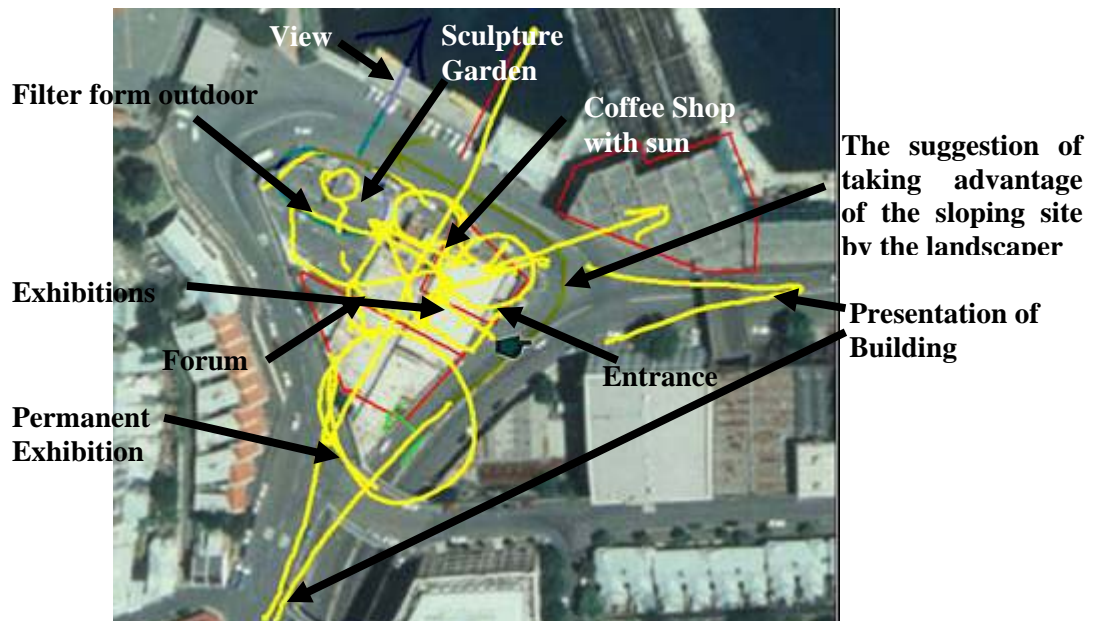 View
Sculpture
Garden
Filter form outdoor
Coffee Shop
with sun
The suggestion of
taking advantage
of the sloping site
by the landscaper
Exhibitions
Presentation of
Building
Forum
Entrance
Permanent
Exhibition